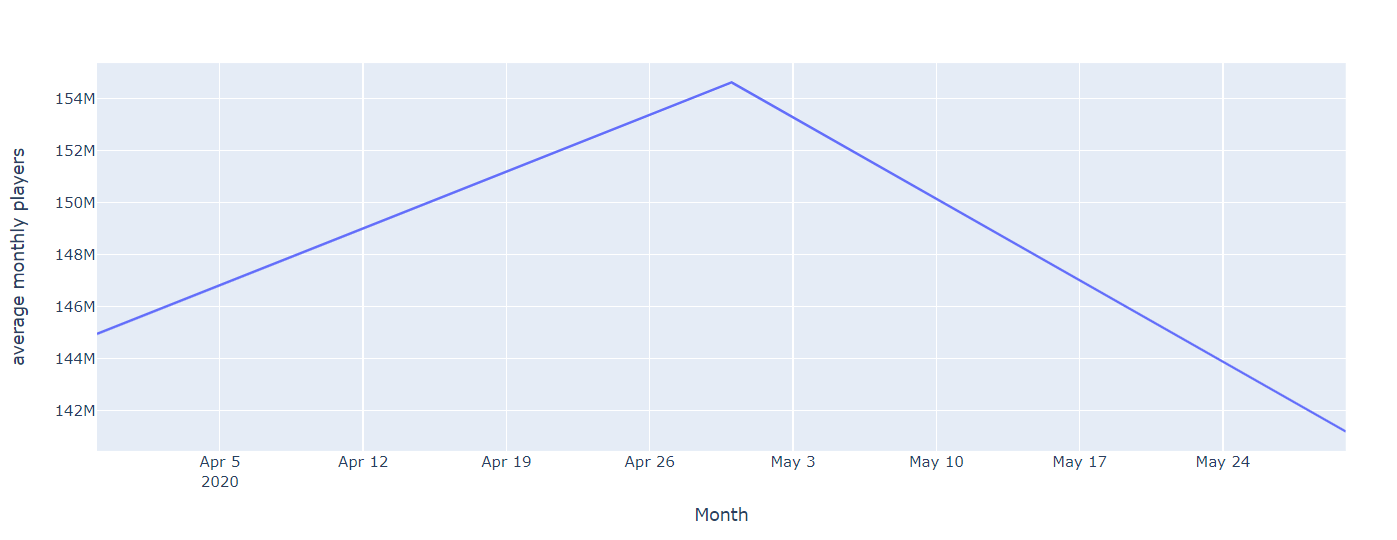 154M
152M
150M
148M
146M
144M
142M
average monthly players
Apr 5
2020
Apr 12
Apr 19
Apr 26
May 3
May 10
May 17
May 24
Month